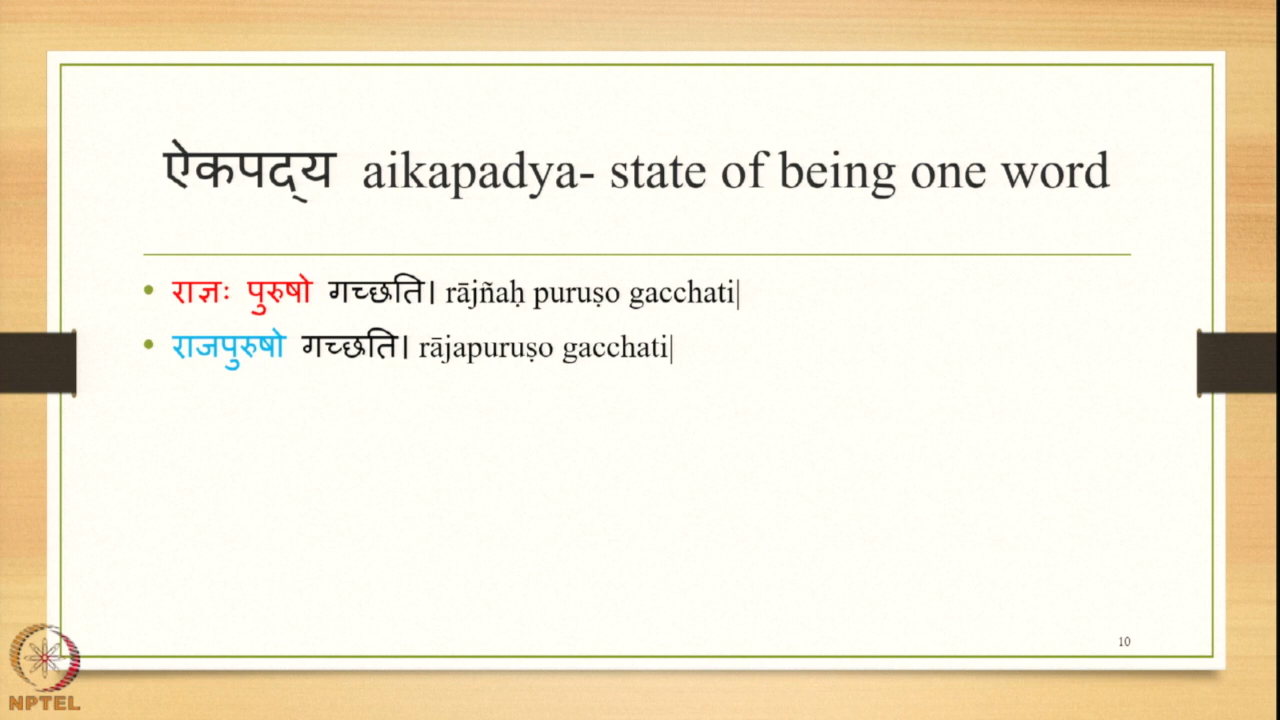 ऐकपद्‌य aikapadya- state of being one word
• राज्ञः पुरुषो गच्छति। rājñaḥ puruṣo gacchati|
• राजपुरुषो गच्छति। rājapuruṣo gacchati|
10
NPTEL